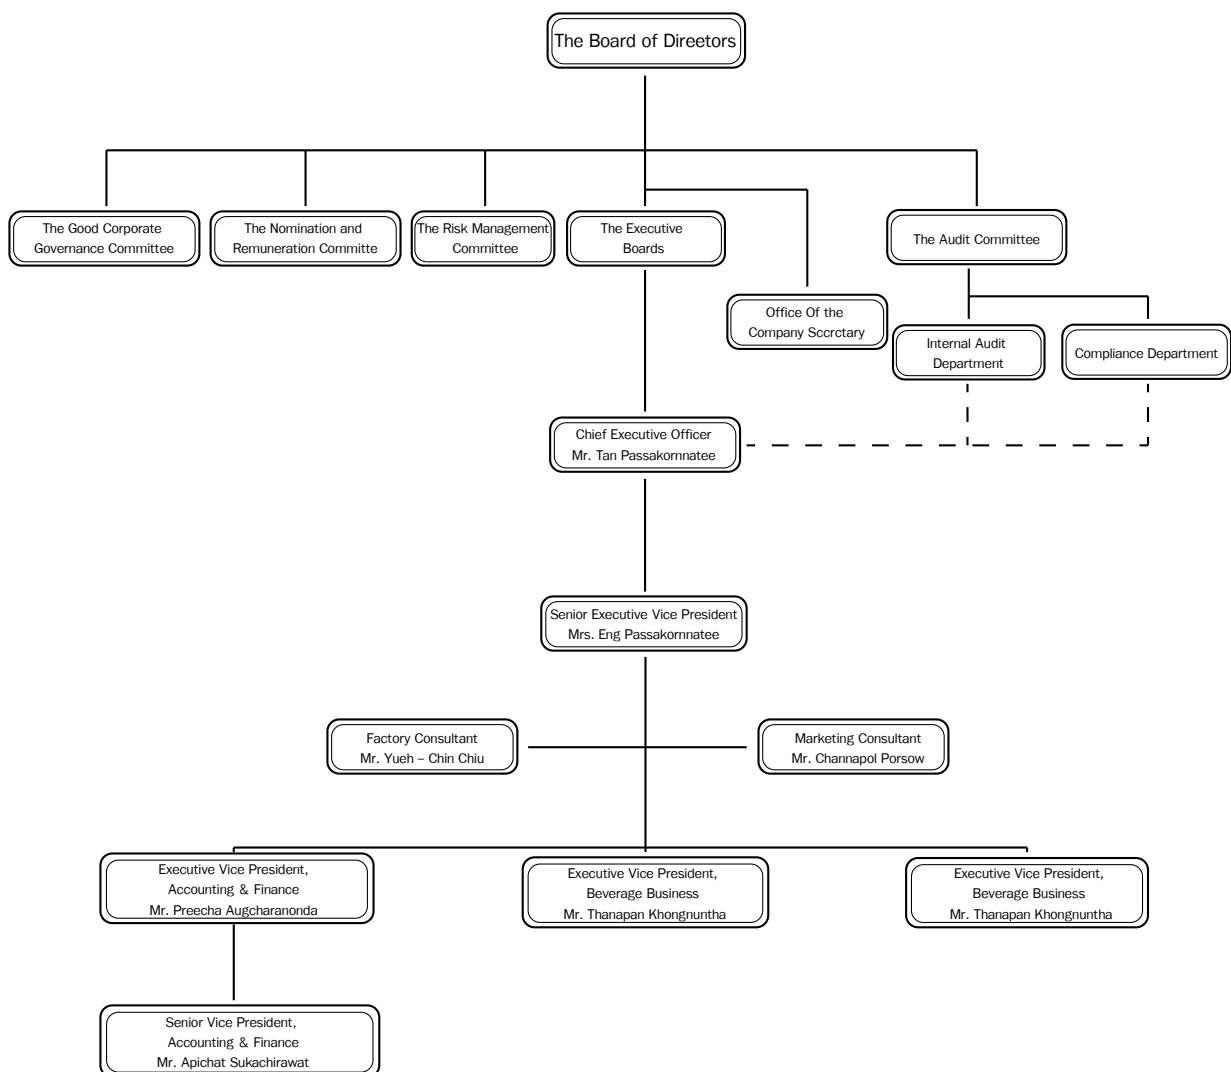 The Board of Direetors
The Good Corporate
Governance Committee
The Nomination and
Remuneration Committe
The Risk Management
Committee
The Executive
Boards
The Audit Committee
Office Of the
Company Sccrctary
Internal Audit
Department
Compliance Department
Chief Executive Officer
Mr. Tan Passakornnatee
Senior Executive Vice President
Mrs. Eng Passakornnatee
Factory Consultant
Mr. Yueh – Chin Chiu
Marketing Consultant
Mr. Channapol Porsow
Executive Vice President,
Accounting & Finance
Mr. Preecha Augcharanonda
Executive Vice President,
Beverage Business
Mr. Thanapan Khongnuntha
Executive Vice President,
Beverage Business
Mr. Thanapan Khongnuntha
Senior Vice President,
Accounting & Finance
Mr. Apichat Sukachirawat